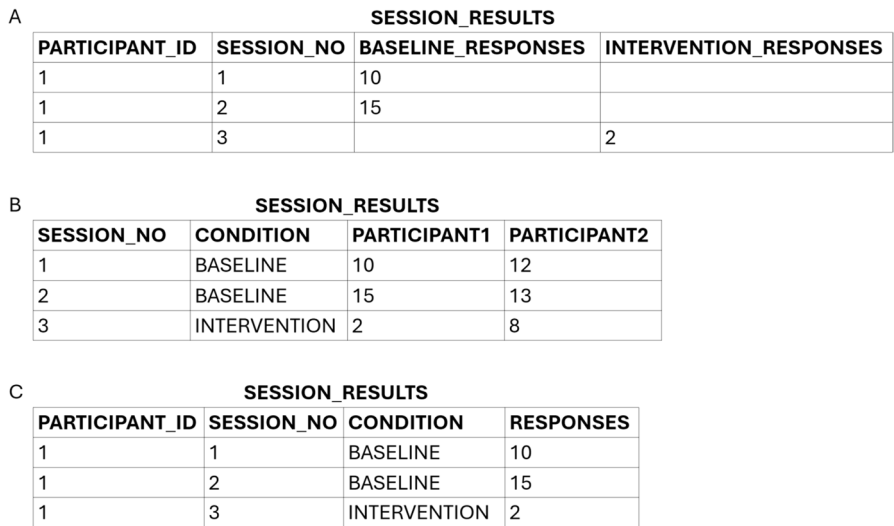 A
SESSION_RESULTS
PARTICIPANT_ID SESSION_NO BASELINE_RESPONSES INTERVENTION_RESPONSES
1 1 10
1 2 15
1 3 2
B
SESSION_RESULTS
SESSION_NO CONDITION PARTICIPANT1 PARTICIPANT2
1 BASELINE 10 12
2 BASELINE 15 13
3 INTERVENTION 2 8
C
SESSION_RESULTS
PARTICIPANT_ID SESSION_NO CONDITION RESPONSES
1 1 BASELINE 10
1 2 BASELINE 15
1 3 INTERVENTION 2